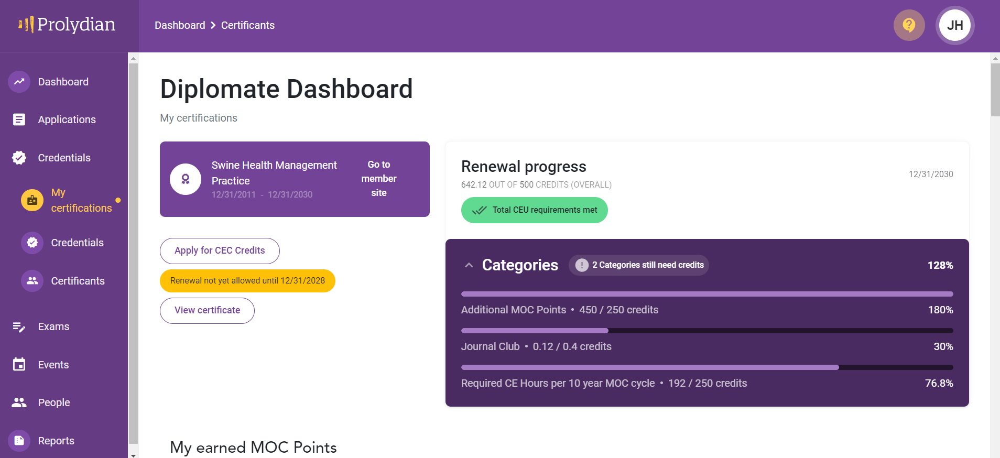 Prolydian
Dashboard > Certificants
?
JH
Dashboard
Applications
Credentials
My
certifications
Credentials
Certificants
Exams
Events
People
Reports
Diplomate Dashboard
My certifications
Swine Health Management
Practice
12/31/2011 - 12/31/2030
Go to
member
site
Apply for CEC Credits
Renewal not yet allowed until 12/31/2028
View certificate
Renewal progress
12/31/2030
642.12 OUT OF 500 CREDITS (OVERALL)
Total CEU requirements met
Categories
! 2 Categories still need credits
128%
Additional MOC Points • 450 / 250 credits
180%
Journal Club • 0.12 / 0.4 credits
30%
Required CE Hours per 10 year MOC cycle • 192 / 250 credits
76.8%
My earned MOC Points